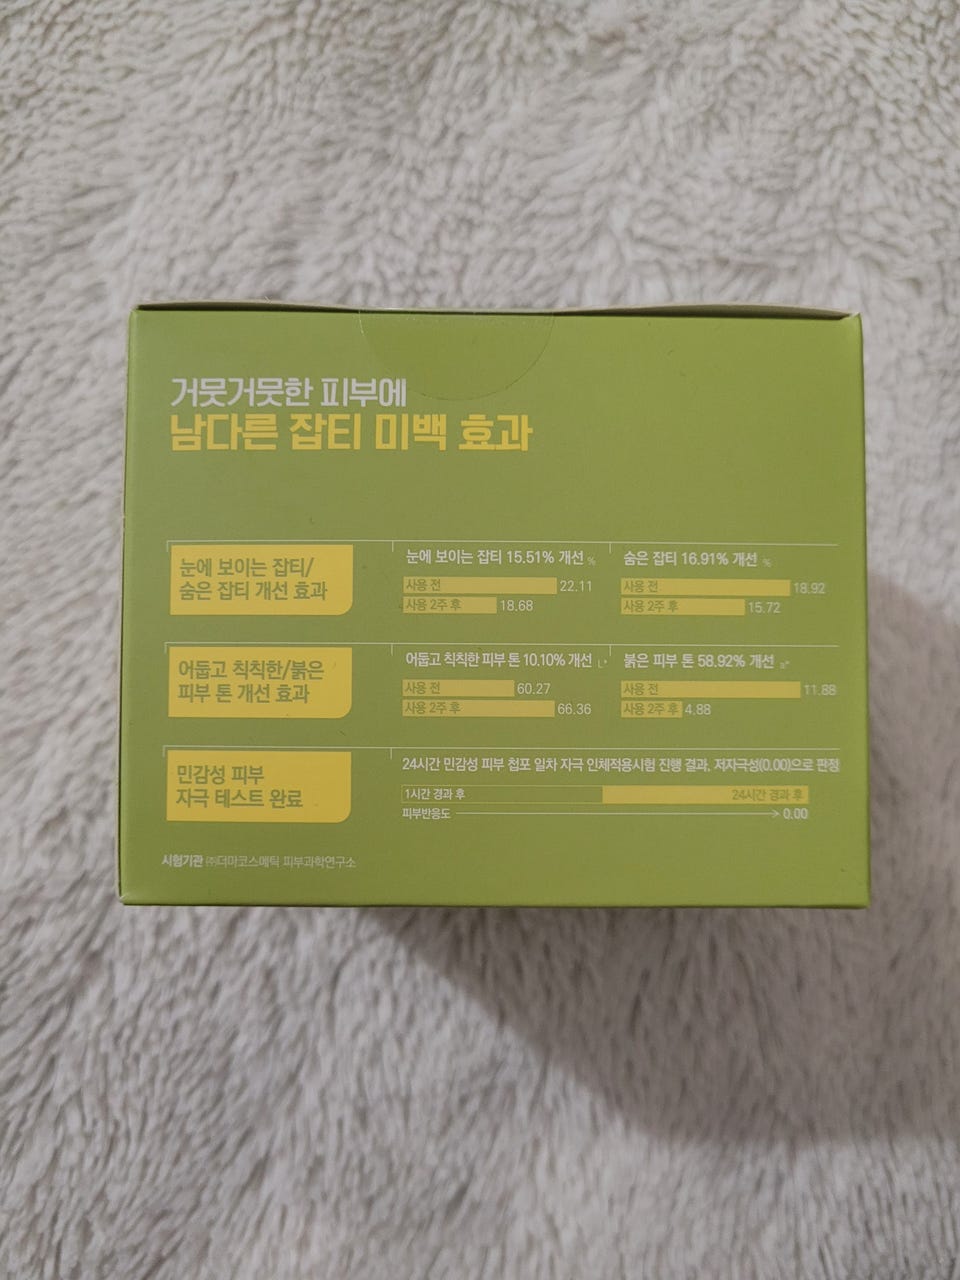 거뭇거뭇한 피부에
남다른 잡티 미백 효과
눈에 보이는 잡티/
숨은 잡티 개선 효과
눈에 보이는 잡티 15.51% 개선 %
사용 전 22.11
사용 2주 후 18.68
숨은 잡티 16.91% 개선 %
사용 전 18.92
사용 2주 후 15.72
어둡고 칙칙한/붉은
피부 톤 개선 효과
어둡고 칙칙한 피부 톤 10.10% 개선 L*
사용 전 60.27
사용 2주 후 66.36
붉은 피부 톤 58.92% 개선 a*
사용 전 11.88
사용 2주 후 4.88
민감성 피부
자극 테스트 완료
24시간 민감성 피부 첩포 일차 자극 인체적용시험 진행 결과, 저자극성(0.00)으로 판정
1시간 경과 후 24시간 경과 후
피부반응도 0.00
시험기관 ㈜더마코스메틱 피부과학연구소